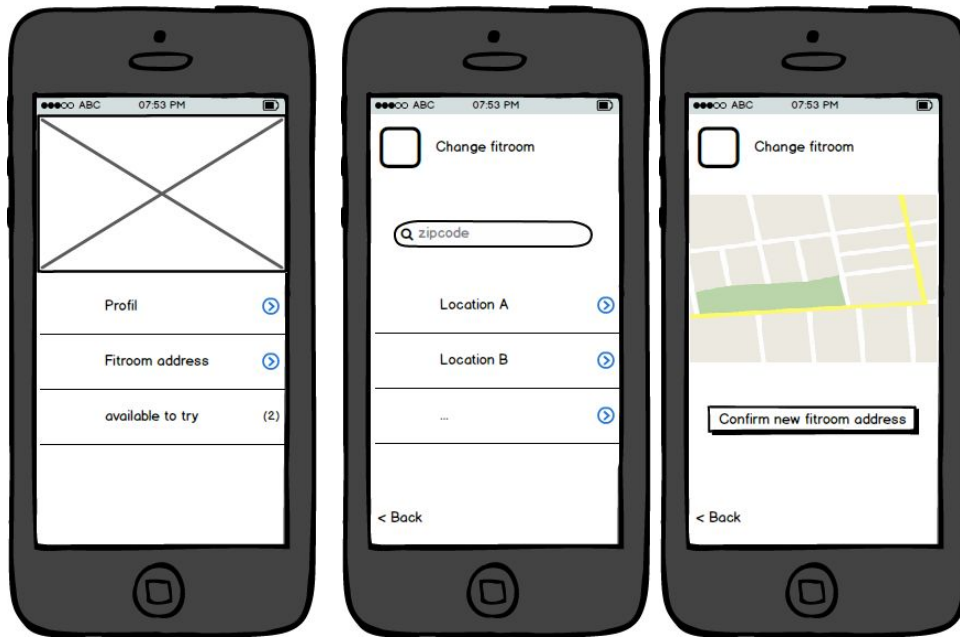 ABC 07:53 PM
Profil
Fitroom address
available to try (2)
ABC 07:53 PM
Change fitroom
zipcode
Location A
Location B
...
< Back
ABC 07:53 PM
Change fitroom
Confirm new fitroom address
< Back